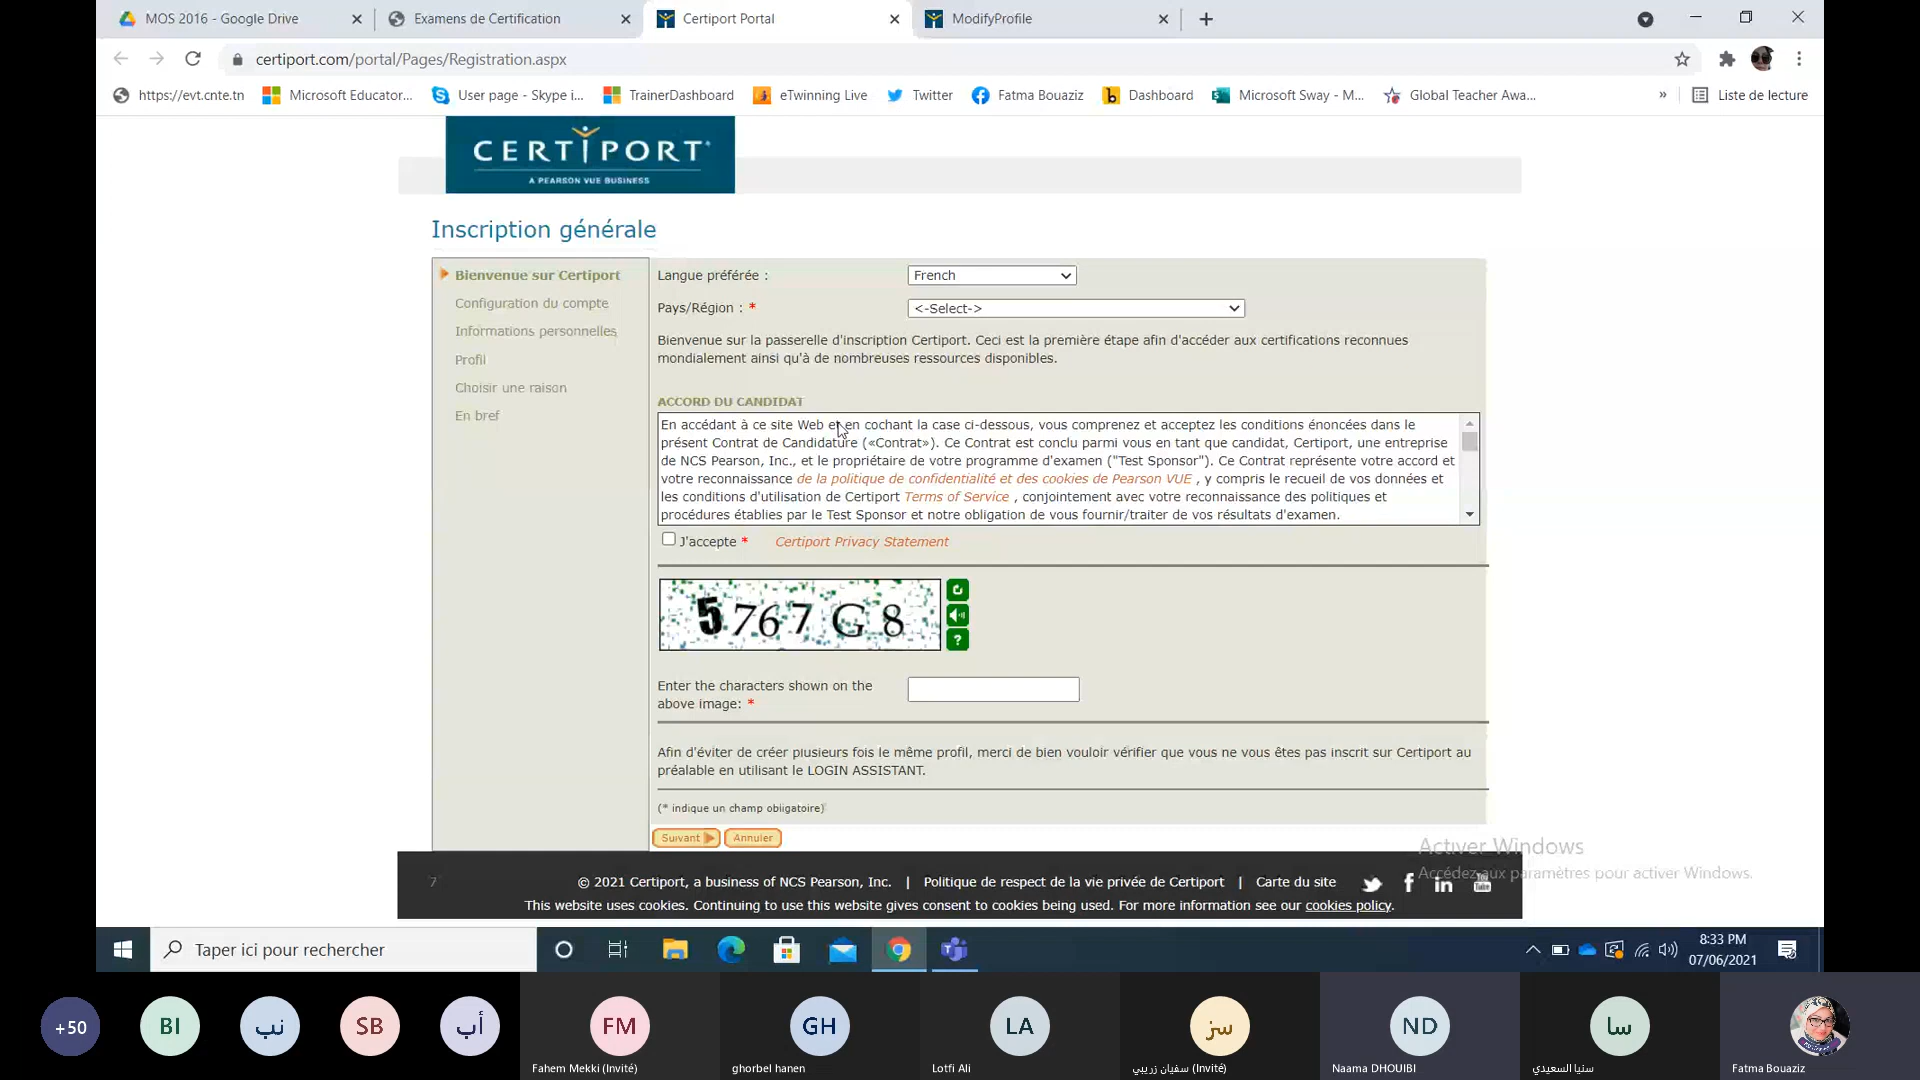 MOS 2016 - Google Drive
Examens de Certification
Certiport Portal
ModifyProfile
certiport.com/portal/Pages/Registration.aspx
https://evt.cnte.tn
Microsoft Educator...
User page - Skype i...
TrainerDashboard
eTwinning Live
Twitter
Fatma Bouaziz
Dashboard
Microsoft Sway - M...
Global Teacher Awa...
»
Liste de lecture
CERTIPORT
A PEARSON VUE BUSINESS
Inscription générale
Bienvenue sur Certiport
Configuration du compte
Informations personnelles
Profil
Choisir une raison
En bref
Langue préférée :
French
Pays/Région : *
<-Select->
Bienvenue sur la passerelle d'inscription Certiport. Ceci est la première étape afin d'accéder aux certifications reconnues
mondialement ainsi qu'à de nombreuses ressources disponibles.
ACCORD DU CANDIDAT
En accédant à ce site Web et en cochant la case ci-dessous, vous comprenez et acceptez les conditions énoncées dans le
présent Contrat de Candidature («Contrat»). Ce Contrat est conclu parmi vous en tant que candidat, Certiport, une entreprise
de NCS Pearson, Inc., et le propriétaire de votre programme d'examen ("Test Sponsor"). Ce Contrat représente votre accord et
votre reconnaissance de la politique de confidentialité et des cookies de Pearson VUE , y compris le recueil de vos données et
les conditions d'utilisation de Certiport Terms of Service , conjointement avec votre reconnaissance des politiques et
procédures établies par le Test Sponsor et notre obligation de vous fournir/traiter de vos résultats d'examen.
J'accepte * Certiport Privacy Statement
5767G8
?
Enter the characters shown on the
above image: *
Afin d'éviter de créer plusieurs fois le même profil, merci de bien vouloir vérifier que vous ne vous êtes pas inscrit sur Certiport au
préalable en utilisant le LOGIN ASSISTANT.
(* indique un champ obligatoire)
Suivant
Annuler
Activer Windows
Accédez aux paramètres pour activer Windows.
7
© 2021 Certiport, a business of NCS Pearson, Inc. | Politique de respect de la vie privée de Certiport | Carte du site
This website uses cookies. Continuing to use this website gives consent to cookies being used. For more information see our cookies policy.
Taper ici pour rechercher
8:33 PM
07/06/2021
+50
BI
نب
SB
أب
FM
GH
LA
سز
ND
سا
Fahem Mekki (Invité)
ghorbel hanen
Lotfi Ali
سفيان زريبي (Invité)
Naama DHOUIBI
سنيا السعيدي
Fatma Bouaziz